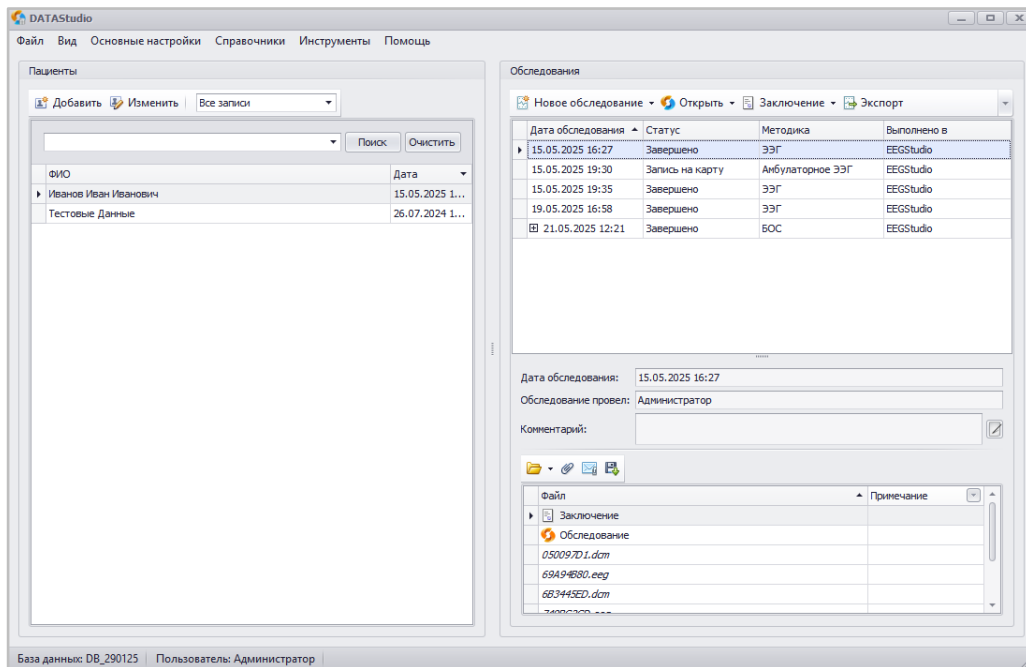 DATAStudio
Файл Вид Основные настройки Справочники Инструменты Помощь
Пациенты
Добавить Изменить Все записи
Поиск Очистить
ФИО Дата
Иванов Иван Иванович 15.05.2025 1...
Тестовые Данные 26.07.2024 1...
Обследования
Новое обследование Открыть Заключение Экспорт
Дата обследования Статус Методика Выполнено в
15.05.2025 16:27 Завершено ЭЭГ EEGStudio
15.05.2025 19:30 Запись на карту Амбулаторное ЭЭГ EEGStudio
15.05.2025 19:35 Завершено ЭЭГ EEGStudio
19.05.2025 16:58 Завершено ЭЭГ EEGStudio
21.05.2025 12:21 Завершено БОС EEGStudio
Дата обследования: 15.05.2025 16:27
Обследование провел: Администратор
Комментарий:
Файл Примечание
Заключение
Обследование
050097D1.dcm
69A94B80.eeg
6B3445ED.dcm
База данных: DB_290125 Пользователь: Администратор